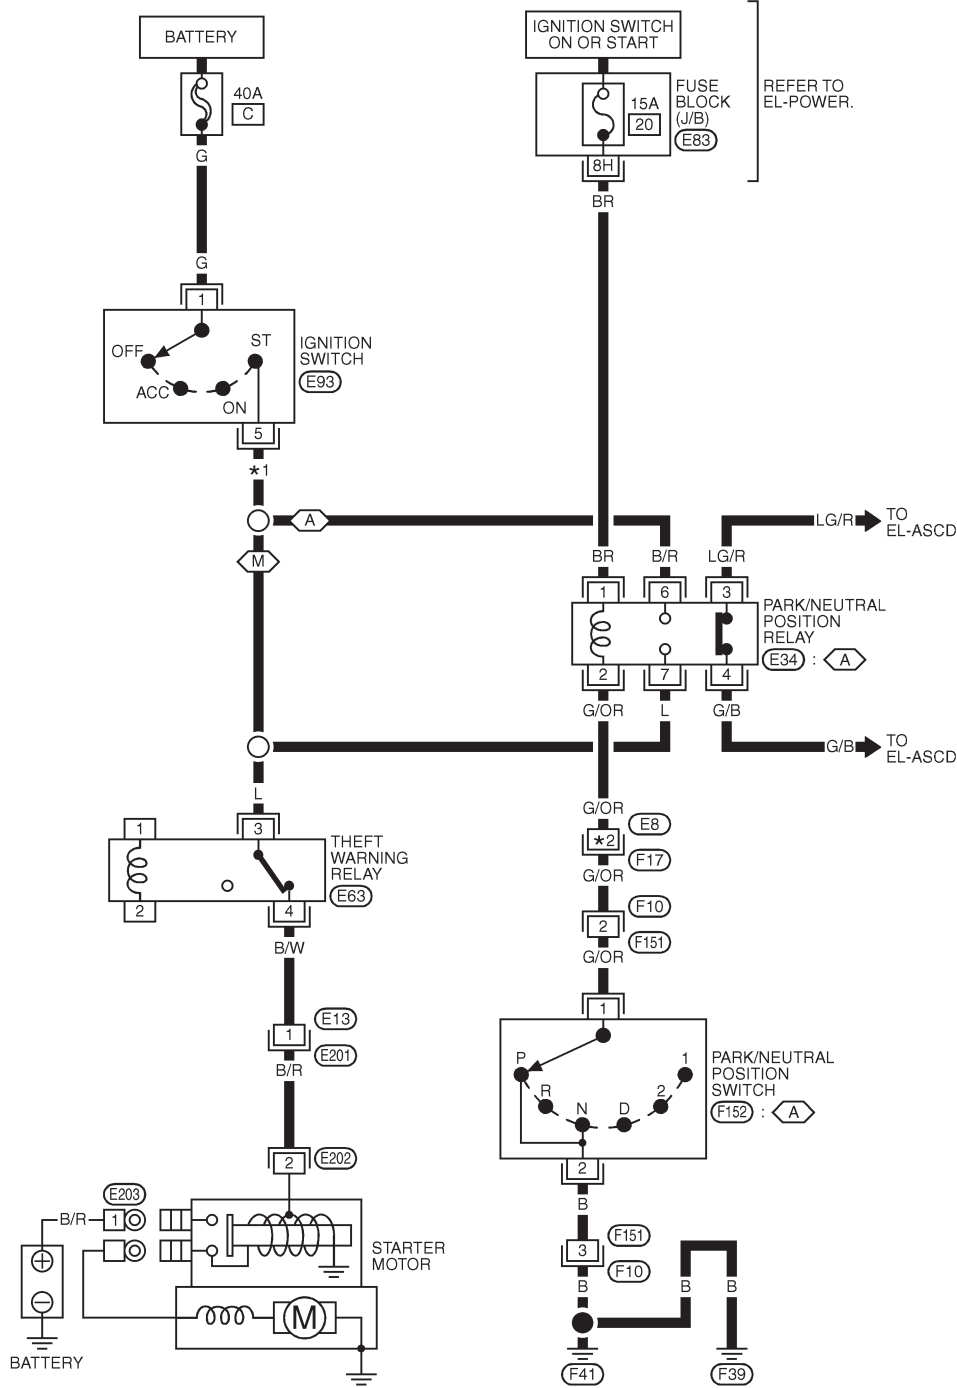 BATTERY
40A
C
G
G
1
OFF
ST
ACC
ON
IGNITION
SWITCH
E93
5
*1
A
M
L
1
3
THEFT
WARNING
RELAY
E63
2
4
B/W
1
E13
E201
B/R
2
E202
E203
B/R
1
STARTER
MOTOR
M
BATTERY
IGNITION SWITCH
ON OR START
REFER TO
EL-POWER.
15A
20
FUSE
BLOCK
(J/B)
E83
8H
BR
BR
B/R
LG/R
LG/R
TO
EL-ASCD
1
6
3
PARK/NEUTRAL
POSITION
RELAY
E34 : A
2
7
4
G/OR
L
G/B
G/B
TO
EL-ASCD
G/OR
*2
E8
F17
G/OR
2
F10
F151
G/OR
1
P
R
N
D
2
1
PARK/NEUTRAL
POSITION
SWITCH
F152 : A
2
B
3
F151
F10
B
B
B
F41
F39